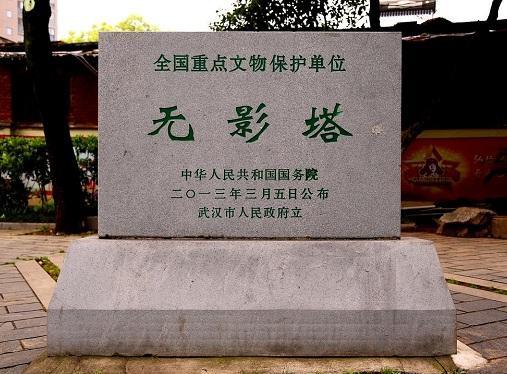 全国重点文物保护单位
无影塔
中华人民共和国国务院
二〇一三年三月五日公布
武汉市人民政府立